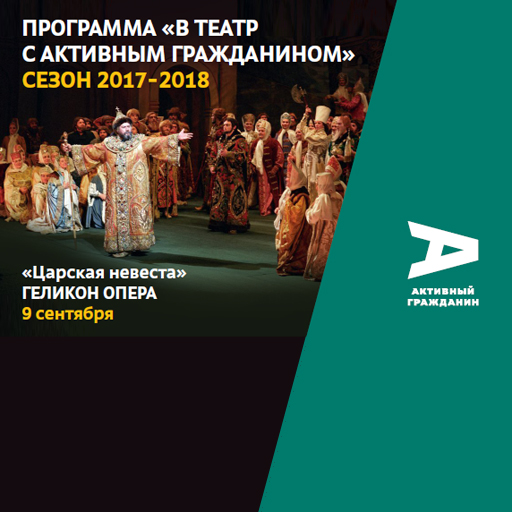 ПРОГРАММА «В ТЕАТР
С АКТИВНЫМ ГРАЖДАНИНОМ»
СЕЗОН 2017-2018
«Царская невеста»
ГЕЛИКОН ОПЕРА
9 сентября
АКТИВНЫЙ
ГРАЖДАНИН